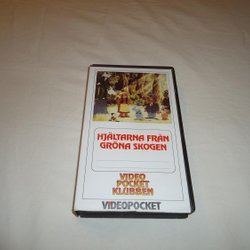 HJÄLTARNA FRÅN
GRÖNA SKOGEN
VIDEO
POCKET
KLUBBEN
VIDEOPOCKET